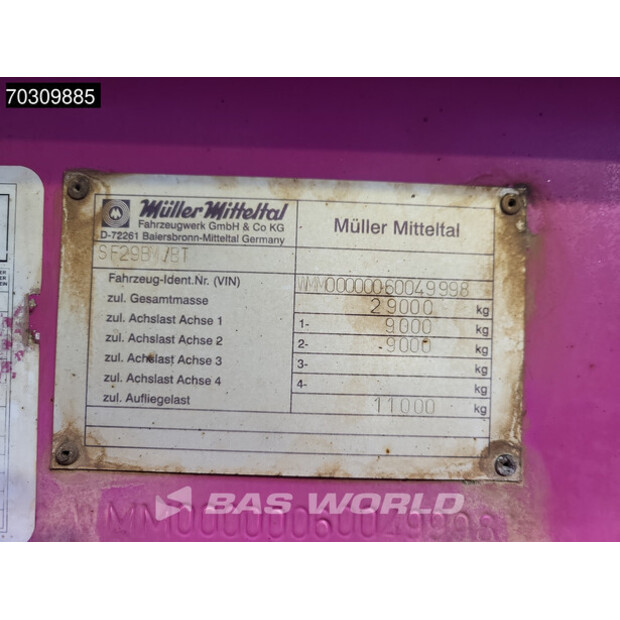 70309885
Müller Mitteltal
Fahrzeugwerk GmbH & Co KG
D-72261 Baiersbronn-Mitteltal Germany
Müller Mitteltal
Fahrzeug-Ident.Nr. (VIN) WMM00000060049998
zul. Gesamtmasse 29000 kg
zul. Achslast Achse 1 1- 9000 kg
zul. Achslast Achse 2 2- 9000 kg
zul. Achslast Achse 3 3- kg
zul. Achslast Achse 4 4- kg
zul. Aufliegelast 11000 kg
BAS WORLD
MM00000060049998